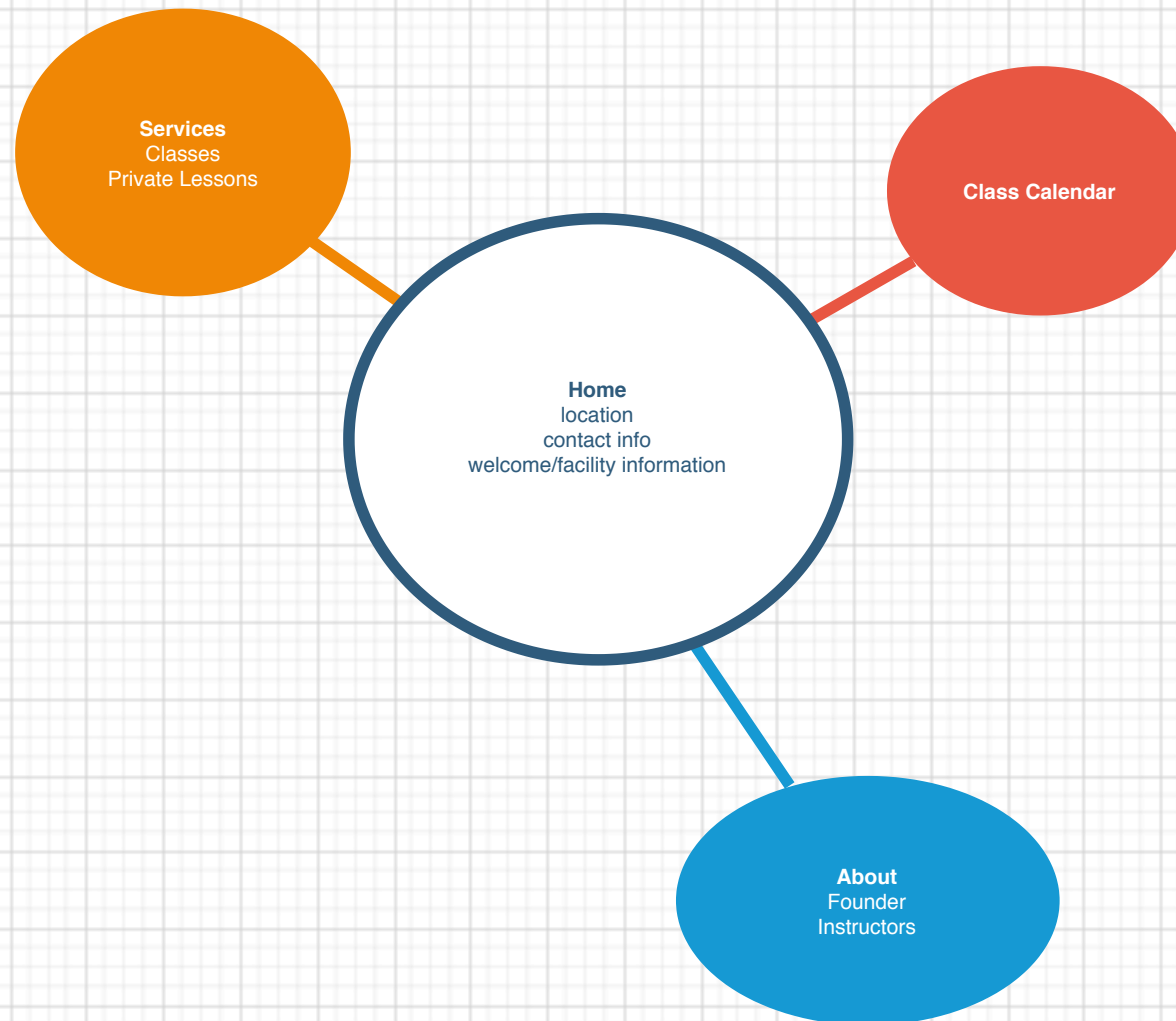 Services
Classes
Private Lessons
Class Calendar
Home
location
contact info
welcome/facility information
About
Founder
Instructors